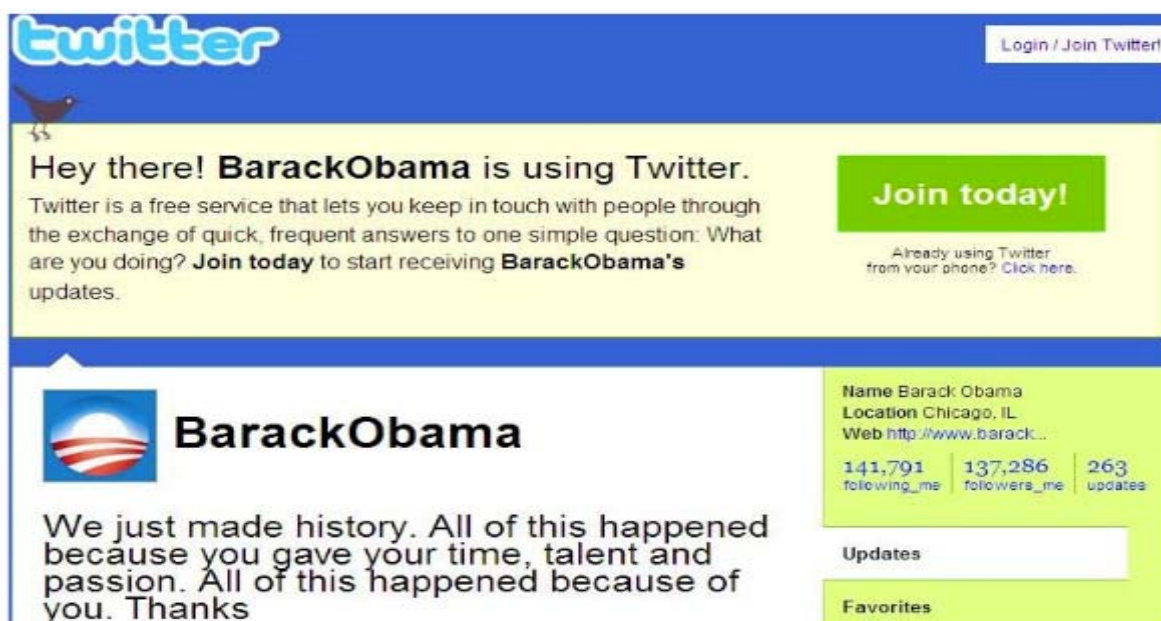 twitter
Login / Join Twitter!
Hey there! BarackObama is using Twitter.
Twitter is a free service that lets you keep in touch with people through
the exchange of quick, frequent answers to one simple question: What
are you doing? Join today to start receiving BarackObama's
updates.
Join today!
Already using Twitter
from your phone? Click here.
BarackObama
We just made history. All of this happened
because you gave your time, talent and
passion. All of this happened because of
you. Thanks
Name Barack Obama
Location Chicago, IL
Web http://www.barack...
141,791 137,286 263
following_me followers_me updates
Updates
Favorites